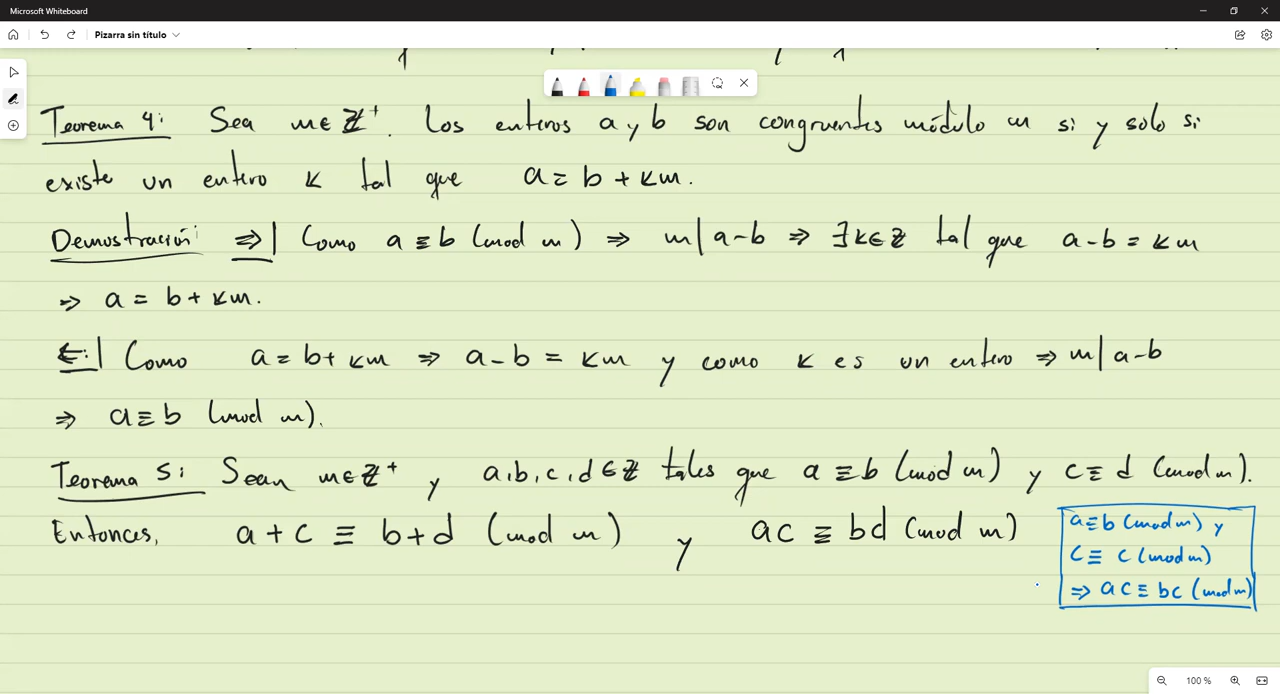 Microsoft Whiteboard
Pizarra sin título
Teorema 4: Sea m∈ℤ⁺. Los enteros a y b son congruentes módulo m si y solo si
existe un entero k tal que a = b + km.
Demostración: ⇒| Como a ≡ b (mod m) ⇒ m | a-b ⇒ ∃k∈ℤ tal que a-b = km
⇒ a = b + km.
⇐:| Como a = b + km ⇒ a-b = km y como k es un entero ⇒ m | a-b
⇒ a ≡ b (mod m).
Teorema 5: Sean m∈ℤ⁺ y a,b,c,d∈ℤ tales que a ≡ b (mod m) y c ≡ d (mod m).
Entonces, a + c ≡ b + d (mod m) y ac ≡ bd (mod m)
a ≡ b (mod m) y
c ≡ c (mod m)
⇒ ac ≡ bc (mod m)
100 %